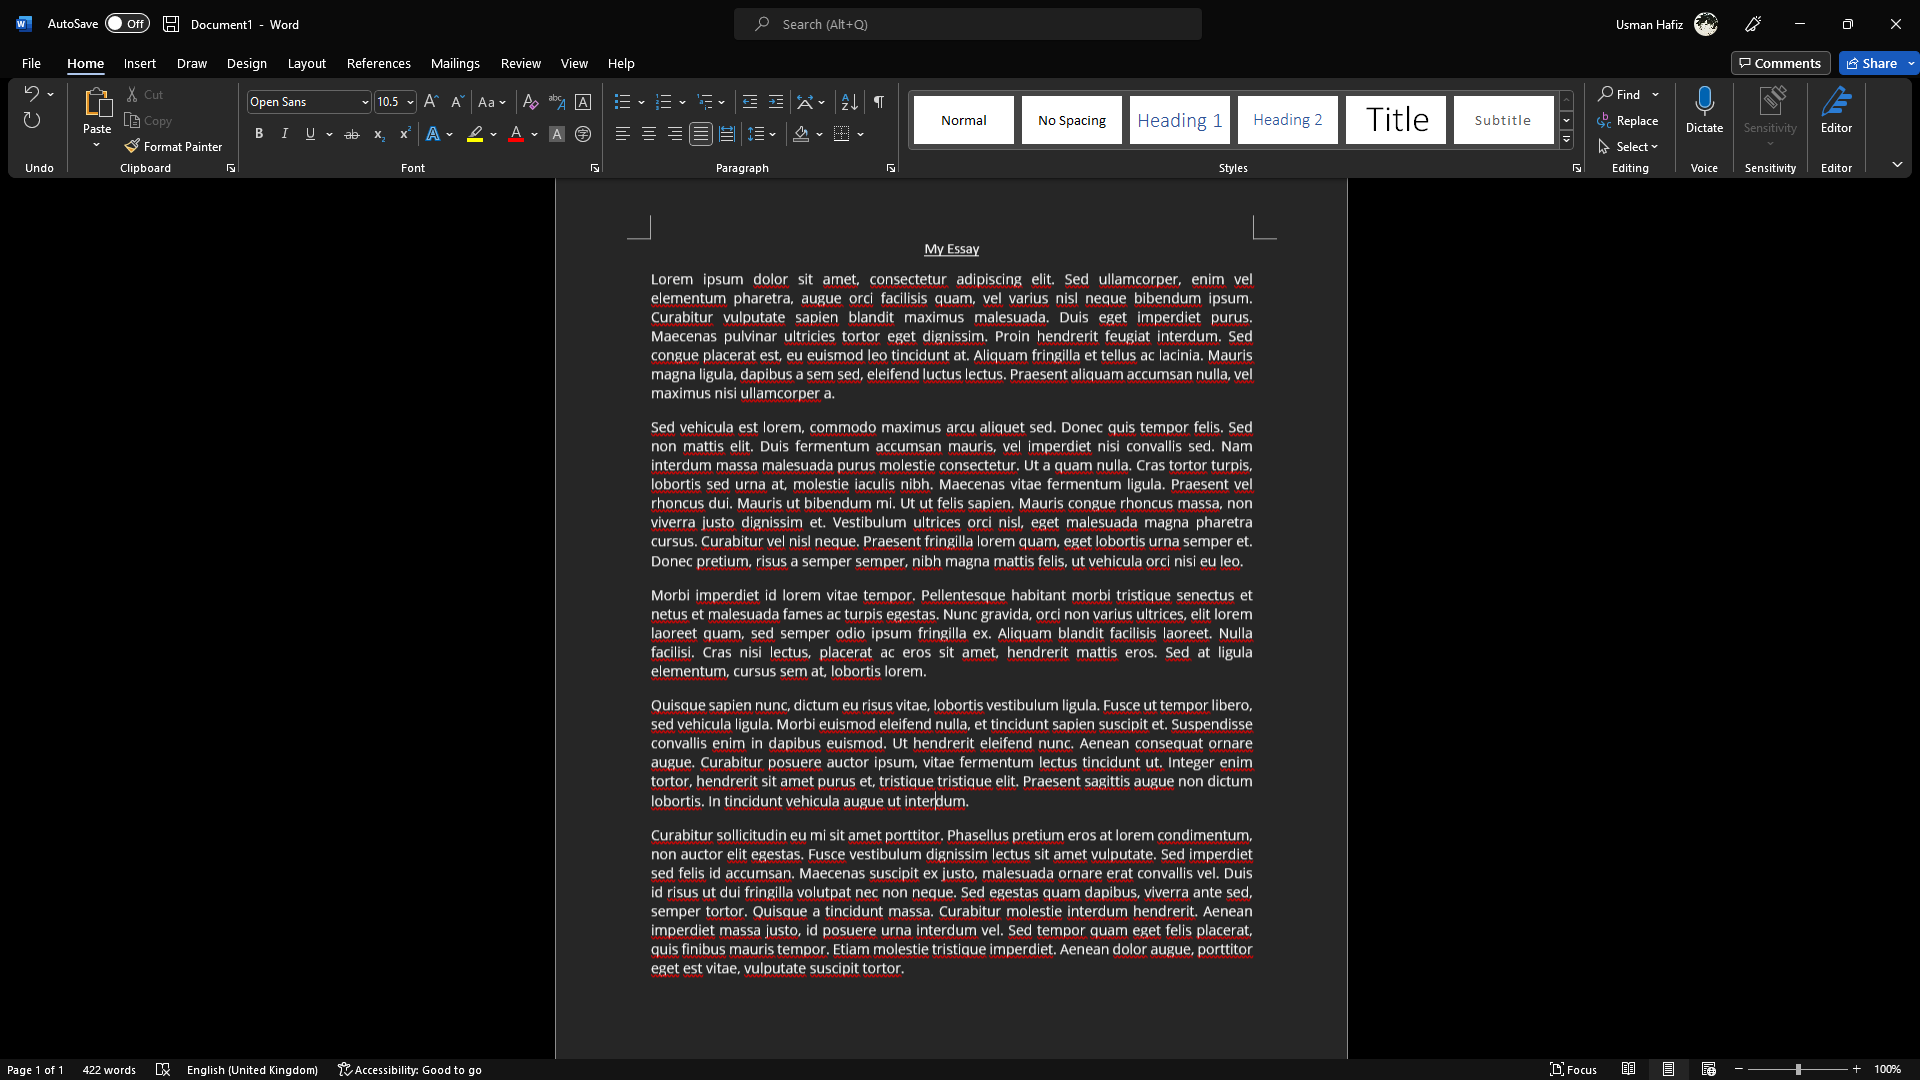 AutoSave Off Document1 - Word Search (Alt+Q) Usman Hafiz
File Home Insert Draw Design Layout References Mailings Review View Help Comments Share
Undo
Paste
Cut
Copy
Format Painter
Clipboard
Open Sans 10.5
Font
Paragraph
Normal No Spacing Heading 1 Heading 2 Title Subtitle
Styles
Find
Replace
Select
Editing
Dictate
Voice
Sensitivity
Sensitivity
Editor
Editor
My Essay
Lorem ipsum dolor sit amet, consectetur adipiscing elit. Sed ullamcorper, enim vel
elementum pharetra, augue orci facilisis quam, vel varius nisl neque bibendum ipsum.
Curabitur vulputate sapien blandit maximus malesuada. Duis eget imperdiet purus.
Maecenas pulvinar ultricies tortor eget dignissim. Proin hendrerit feugiat interdum. Sed
congue placerat est, eu euismod leo tincidunt at. Aliquam fringilla et tellus ac lacinia. Mauris
magna ligula, dapibus a sem sed, eleifend luctus lectus. Praesent aliquam accumsan nulla, vel
maximus nisi ullamcorper a.
Sed vehicula est lorem, commodo maximus arcu aliquet sed. Donec quis tempor felis. Sed
non mattis elit. Duis fermentum accumsan mauris, vel imperdiet nisi convallis sed. Nam
interdum massa malesuada purus molestie consectetur. Ut a quam nulla. Cras tortor turpis,
lobortis sed urna at, molestie iaculis nibh. Maecenas vitae fermentum ligula. Praesent vel
rhoncus dui. Mauris ut bibendum mi. Ut ut felis sapien. Mauris congue rhoncus massa, non
viverra justo dignissim et. Vestibulum ultrices orci nisl, eget malesuada magna pharetra
cursus. Curabitur vel nisl neque. Praesent fringilla lorem quam, eget lobortis urna semper et.
Donec pretium, risus a semper semper, nibh magna mattis felis, ut vehicula orci nisi eu leo.
Morbi imperdiet id lorem vitae tempor. Pellentesque habitant morbi tristique senectus et
netus et malesuada fames ac turpis egestas. Nunc gravida, orci non varius ultrices, elit lorem
laoreet quam, sed semper odio ipsum fringilla ex. Aliquam blandit facilisis laoreet. Nulla
facilisi. Cras nisi lectus, placerat ac eros sit amet, hendrerit mattis eros. Sed at ligula
elementum, cursus sem at, lobortis lorem.
Quisque sapien nunc, dictum eu risus vitae, lobortis vestibulum ligula. Fusce ut tempor libero,
sed vehicula ligula. Morbi euismod eleifend nulla, et tincidunt sapien suscipit et. Suspendisse
convallis enim in dapibus euismod. Ut hendrerit eleifend nunc. Aenean consequat ornare
augue. Curabitur posuere auctor ipsum, vitae fermentum lectus tincidunt ut. Integer enim
tortor, hendrerit sit amet purus et, tristique tristique elit. Praesent sagittis augue non dictum
lobortis. In tincidunt vehicula augue ut interdum.
Curabitur sollicitudin eu mi sit amet porttitor. Phasellus pretium eros at lorem condimentum,
non auctor elit egestas. Fusce vestibulum dignissim lectus sit amet vulputate. Sed imperdiet
sed felis id accumsan. Maecenas suscipit ex justo, malesuada ornare erat convallis vel. Duis
id risus ut dui fringilla volutpat nec non neque. Sed egestas quam dapibus, viverra ante sed,
semper tortor. Quisque a tincidunt massa. Curabitur molestie interdum hendrerit. Aenean
imperdiet massa justo, id posuere urna interdum vel. Sed tempor quam eget felis placerat,
quis finibus mauris tempor. Etiam molestie tristique imperdiet. Aenean dolor augue, porttitor
eget est vitae, vulputate suscipit tortor.
Page 1 of 1 422 words English (United Kingdom) Accessibility: Good to go Focus 100%